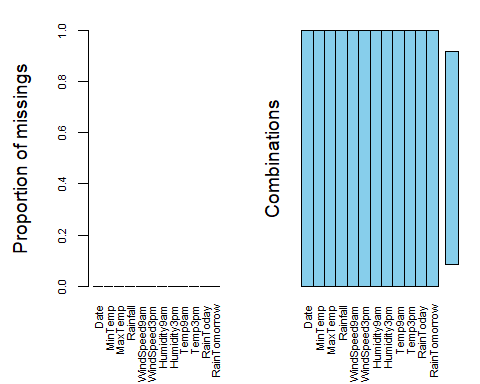 Proportion of missings
1.0
0.8
0.6
0.4
0.2
0.0
Date
MinTemp
MaxTemp
Rainfall
WindSpeed9am
WindSpeed3pm
Humidity9am
Humidity3pm
Temp9am
Temp3pm
RainToday
RainTomorrow
Combinations
Date
MinTemp
MaxTemp
Rainfall
WindSpeed9am
WindSpeed3pm
Humidity9am
Humidity3pm
Temp9am
Temp3pm
RainToday
RainTomorrow